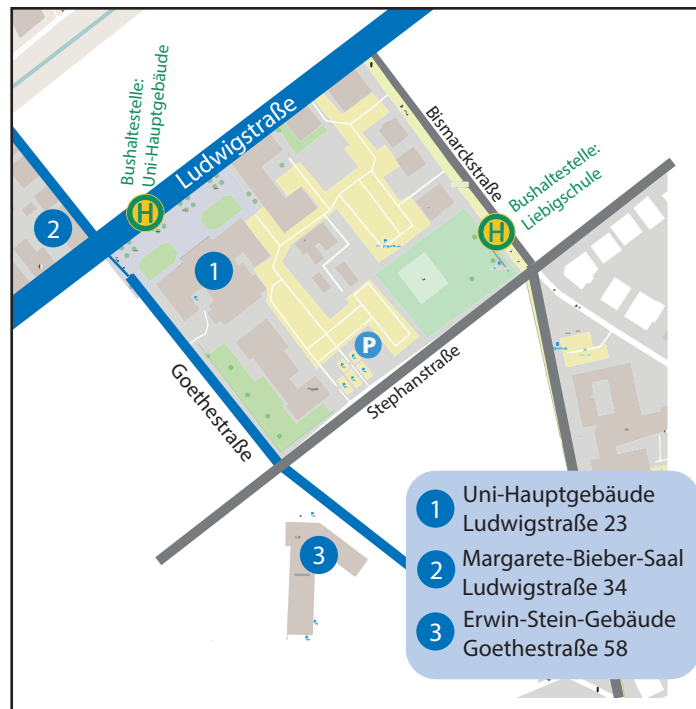 Bushaltestelle:
Uni-Hauptgebäude
Ludwigstraße
Bismarckstraße
Bushaltestelle:
Liebigschule
H
H
2
1
P
Goethestraße
Stephanstraße
3
1 Uni-Hauptgebäude
Ludwigstraße 23
2 Margarete-Bieber-Saal
Ludwigstraße 34
3 Erwin-Stein-Gebäude
Goethestraße 58